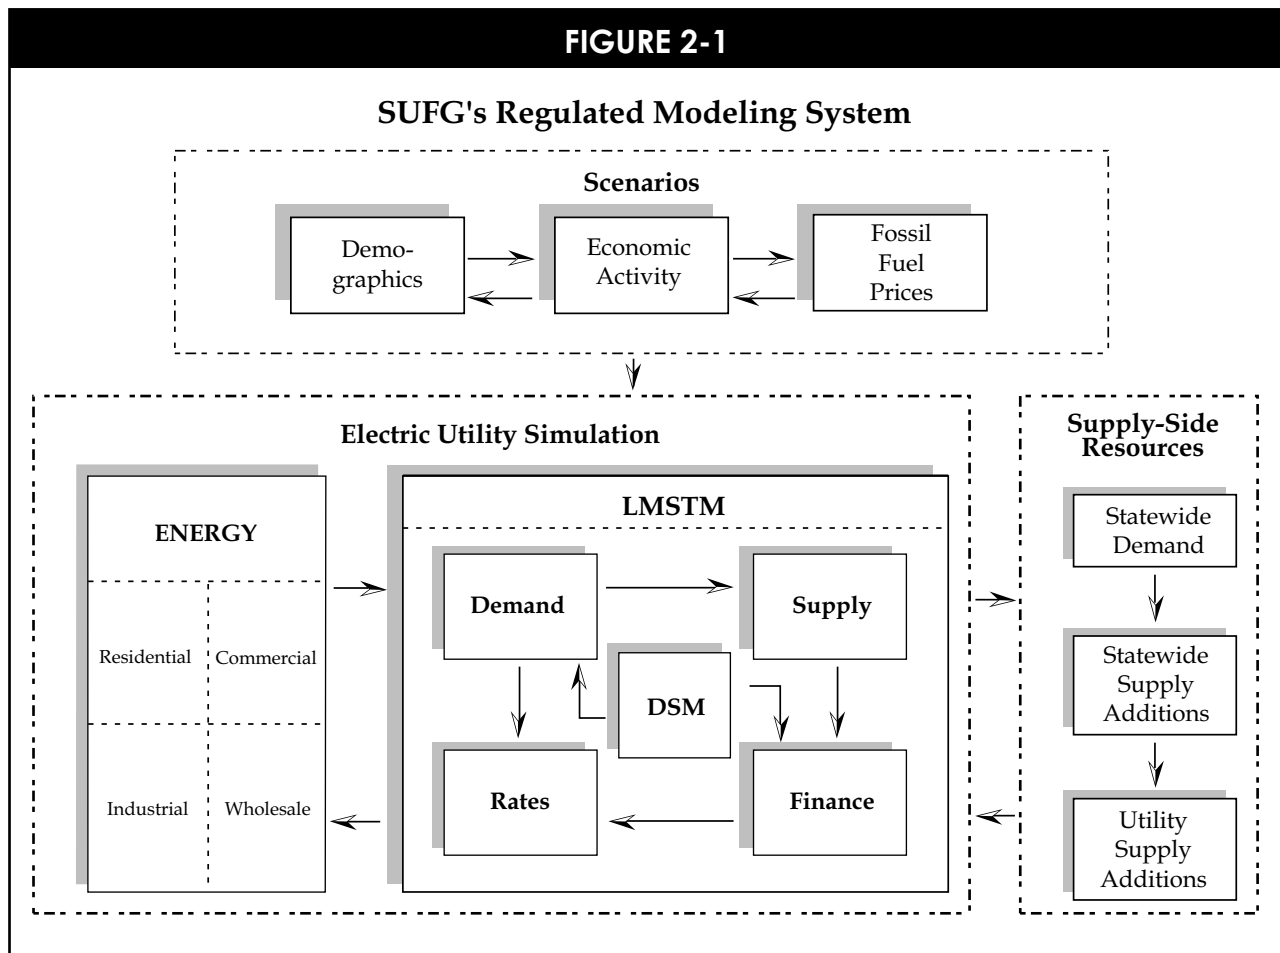 FIGURE 2-1
SUFG's Regulated Modeling System
Scenarios
Demo-
graphics
Economic
Activity
Fossil
Fuel
Prices
Electric Utility Simulation
ENERGY
Residential
Commercial
Industrial
Wholesale
LMSTM
Demand
Supply
DSM
Rates
Finance
Supply-Side
Resources
Statewide
Demand
Statewide
Supply
Additions
Utility
Supply
Additions